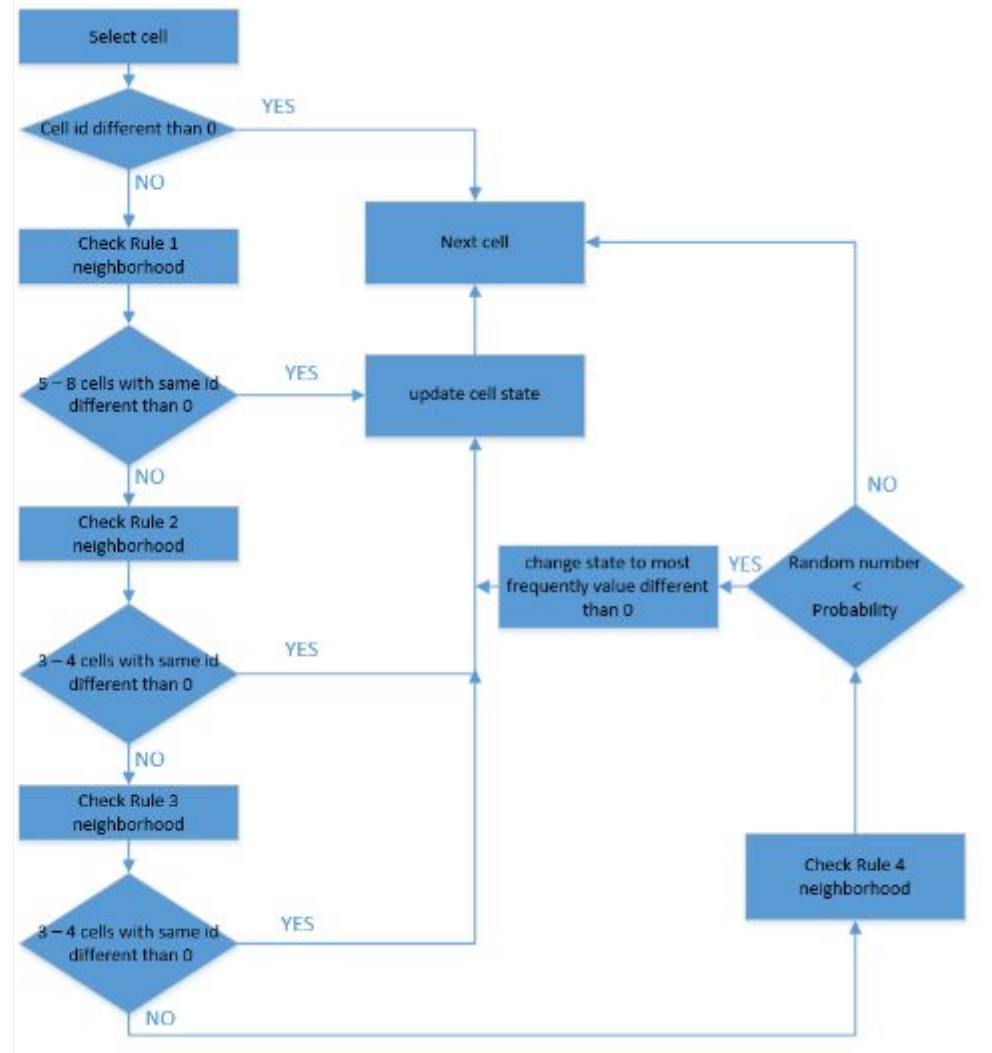 Select cell
YES
Cell id different than 0
NO
Check Rule 1
neighborhood
Next cell
5 – 8 cells with same id
different than 0
YES
update cell state
NO
Check Rule 2
neighborhood
NO
change state to most
frequently value different
than 0
YES
Random number
<
Probability
3 – 4 cells with same id
different than 0
YES
NO
Check Rule 3
neighborhood
Check Rule 4
neighborhood
3 – 4 cells with same id
different than 0
YES
NO